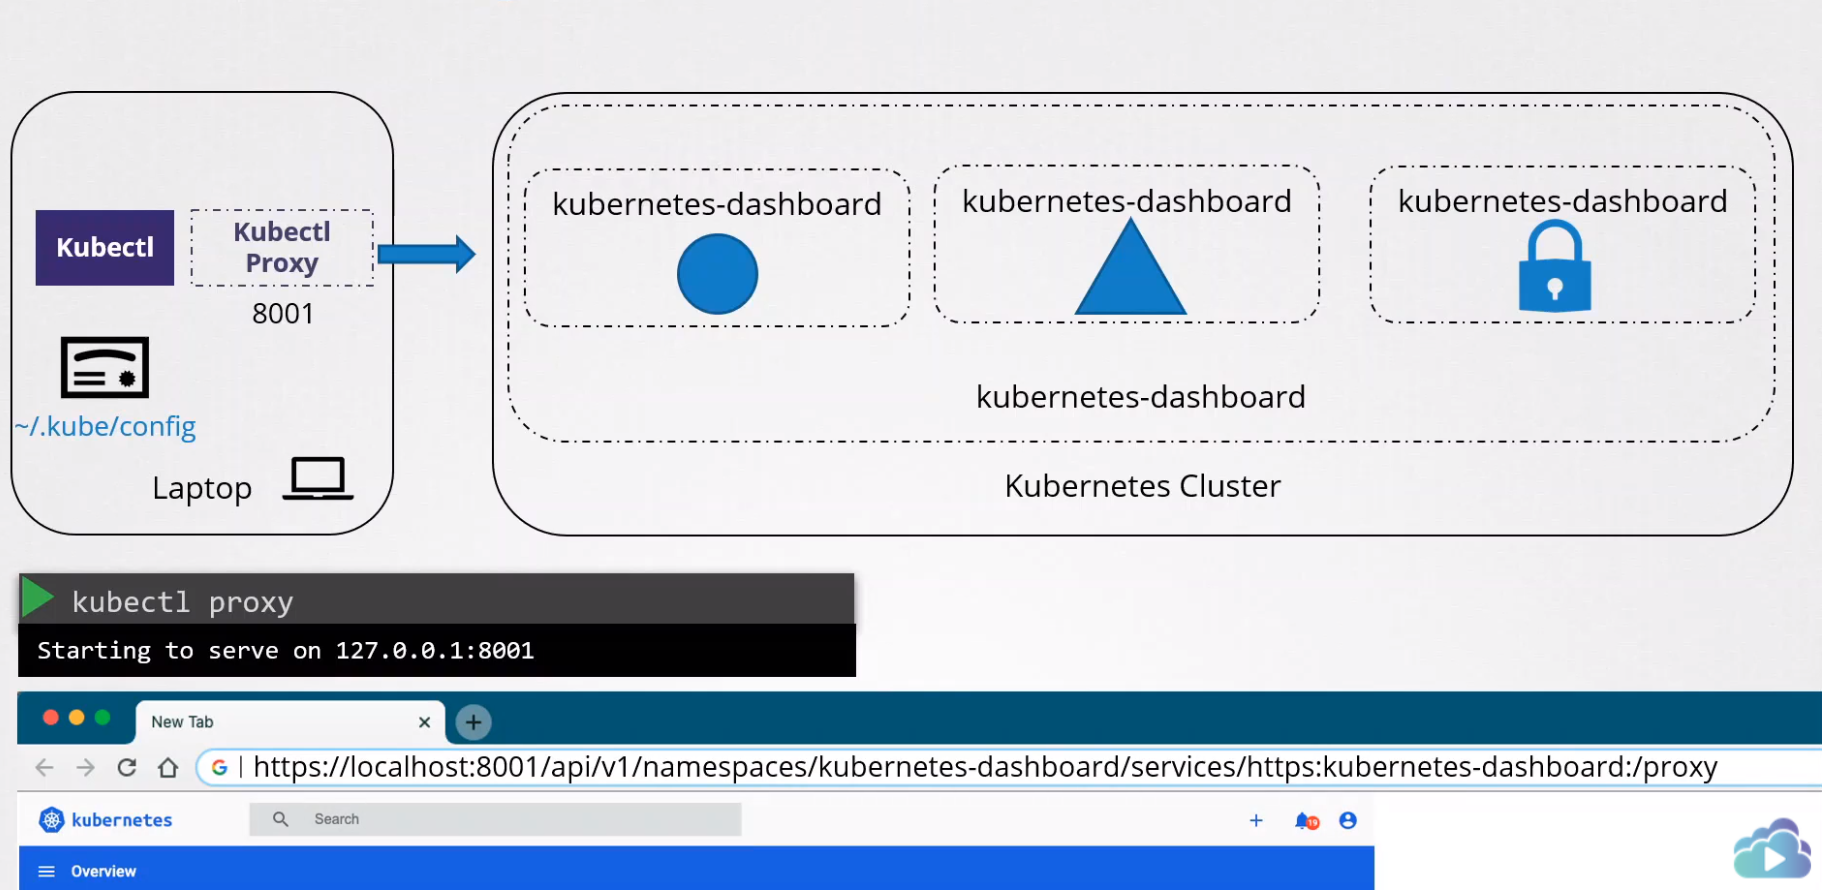 Kubectl
Kubectl
Proxy
8001
~/.kube/config
Laptop
kubernetes-dashboard
kubernetes-dashboard
kubernetes-dashboard
kubernetes-dashboard
Kubernetes Cluster
kubectl proxy
Starting to serve on 127.0.0.1:8001
New Tab
https://localhost:8001/api/v1/namespaces/kubernetes-dashboard/services/https:kubernetes-dashboard:/proxy
kubernetes
Search
19
Overview